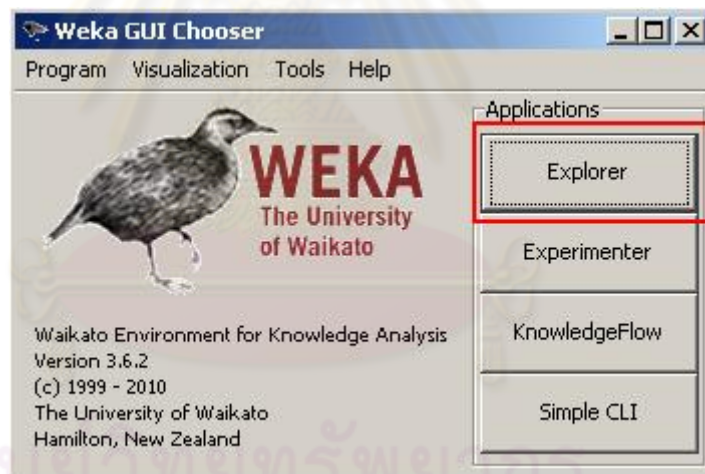 Weka GUI Chooser
Program Visualization Tools Help
Applications
WEKA
The University
of Waikato
Explorer
Experimenter
KnowledgeFlow
Simple CLI
Waikato Environment for Knowledge Analysis
Version 3.6.2
(c) 1999 - 2010
The University of Waikato
Hamilton, New Zealand